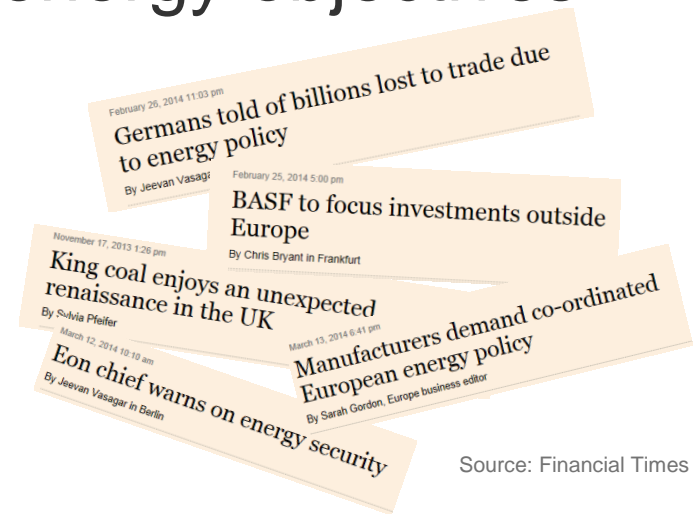 energy objectives
February 26, 2014 11:03 pm
Germans told of billions lost to trade due
to energy policy
By Jeevan
February 25, 2014 5:00 pm
BASF to focus investments outside
Europe
By Chris Bryant in Frankfurt
November 17, 2013 1:26 pm
King coal enjoys an unexpected
renaissance in the UK
By Sylvia Pfeifer
March 13, 2014 6:41 pm
Manufacturers demand co-ordinated
European energy policy
By Sarah Gordon, Europe business editor
March 12, 2014 10:10 am
Eon chief warns on energy security
By Jeevan Vasagar in Berlin
Source: Financial Times